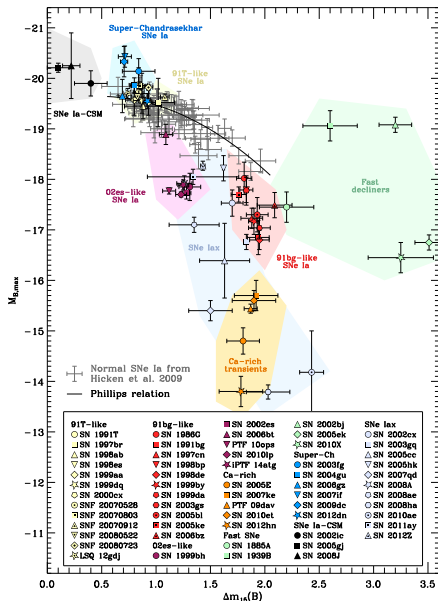 Super-Chandrasekhar
SNe Ia
91T-like
SNe Ia
SNe Ia-CSM
02es-like
SNe Ia
Fast
decliners
SNe Iax
91bg-like
SNe Ia
Ca-rich
transients
Normal SNe Ia from
Hicken et al. 2009
Phillips relation
91T-like
SN 1991T
SN 1997br
SN 1998ab
SN 1998es
SN 1999aa
SN 1999dq
SN 2000cx
SNF 20070528
SNF 20070803
SNF 20070912
SNF 20080522
SNF 20080723
LSQ 12gdj
91bg-like
SN 1986G
SN 1991bg
SN 1997cn
SN 1998bp
SN 1998de
SN 1999by
SN 1999da
SN 2003gs
SN 2005bl
SN 2005ke
SN 2006bz
02es-like
SN 1999bh
SN 2002es
SN 2006bt
PTF 10ops
SN 2010lp
iPTF 14atg
Ca-rich
SN 2005E
SN 2007ke
PTF 09dav
SN 2010et
SN 2012hn
Fast SNe
SN 1885A
SN 1939B
SN 2002bj
SN 2005ek
SN 2010X
Super-Ch
SN 2003fg
SN 2004gu
SN 2006gz
SN 2007if
SN 2009dc
SN 2012dn
SNe Ia-CSM
SN 2002ic
SN 2005gj
SN 2008J
SNe Iax
SN 2002cx
SN 2003gq
SN 2005cc
SN 2005hk
SN 2007qd
SN 2008A
SN 2008ae
SN 2008ha
SN 2010ae
SN 2011ay
SN 2012Z
M_B,max
-21
-20
-19
-18
-17
-16
-15
-14
-13
0.0 0.5 1.0 1.5 2.0 2.5 3.0 3.5
Δm₁₅(B)